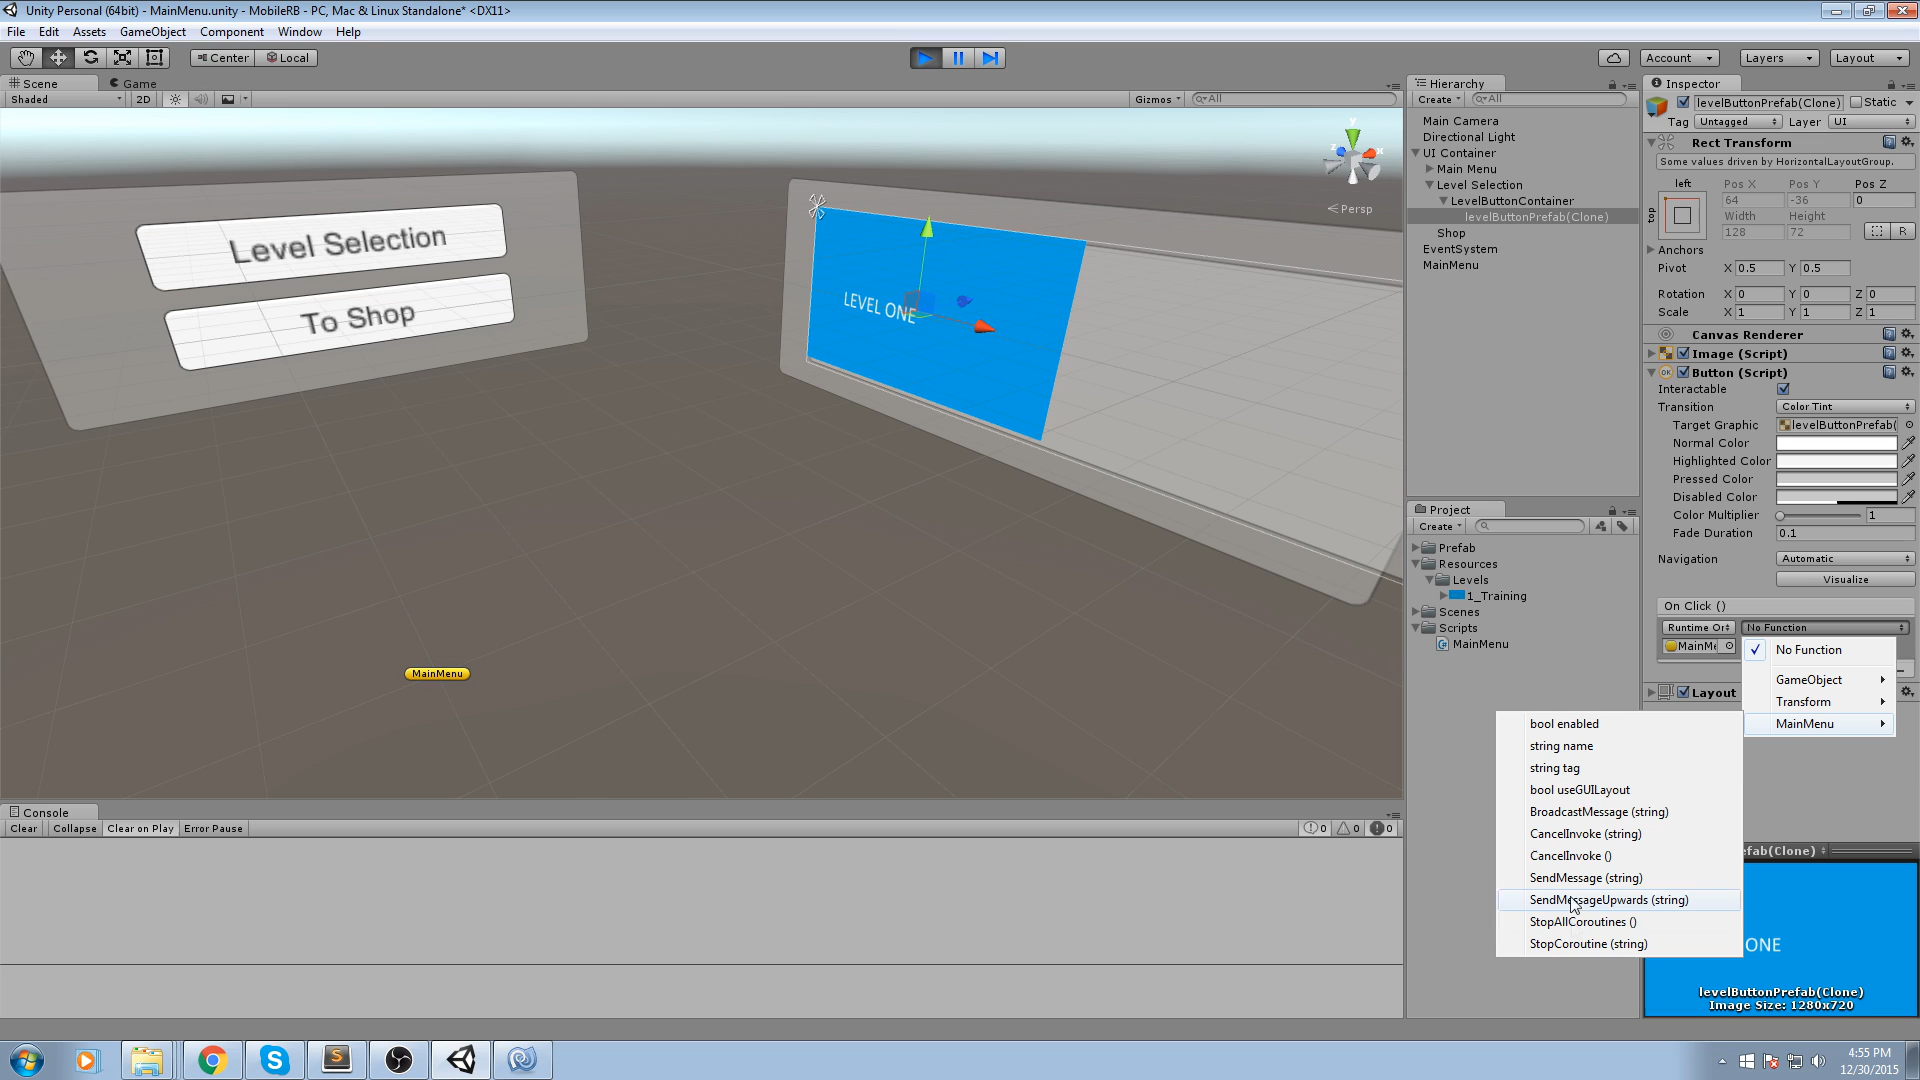 Unity Personal (64bit) - MainMenu.unity - MobileRB - PC, Mac & Linux Standalone* <DX11>
File Edit Assets GameObject Component Window Help
Center Local
Account Layers Layout
Scene Game
Shaded 2D Gizmos All
Level Selection
To Shop
LEVEL ONE
y
x
z
Persp
MainMenu
Console
Clear Collapse Clear on Play Error Pause 0 0 0
Hierarchy
Create All
Main Camera
Directional Light
UI Container
Main Menu
Level Selection
LevelButtonContainer
levelButtonPrefab(Clone)
Shop
EventSystem
MainMenu
Project
Create
Prefab
Resources
Levels
1_Training
Scenes
Scripts
MainMenu
Inspector
levelButtonPrefab(Clone) Static
Tag Untagged Layer UI
Rect Transform
Some values driven by HorizontalLayoutGroup.
left Pos X Pos Y Pos Z
top 64 -36 0
Width Height
128 72 R
Anchors
Pivot X 0.5 Y 0.5
Rotation X 0 Y 0 Z 0
Scale X 1 Y 1 Z 1
Canvas Renderer
Image (Script)
OK Button (Script)
Interactable
Transition Color Tint
Target Graphic levelButtonPrefab(
Normal Color
Highlighted Color
Pressed Color
Disabled Color
Color Multiplier 1
Fade Duration 0.1
Navigation Automatic
Visualize
On Click ()
Runtime Or No Function
MainMe
No Function
GameObject
Transform
MainMenu
Layout
bool enabled
string name
string tag
bool useGUILayout
BroadcastMessage (string)
CancelInvoke (string)
CancelInvoke ()
SendMessage (string)
SendMessageUpwards (string)
StopAllCoroutines ()
StopCoroutine (string)
efab(Clone)
ONE
levelButtonPrefab(Clone)
Image Size: 1280x720
4:55 PM
12/30/2015